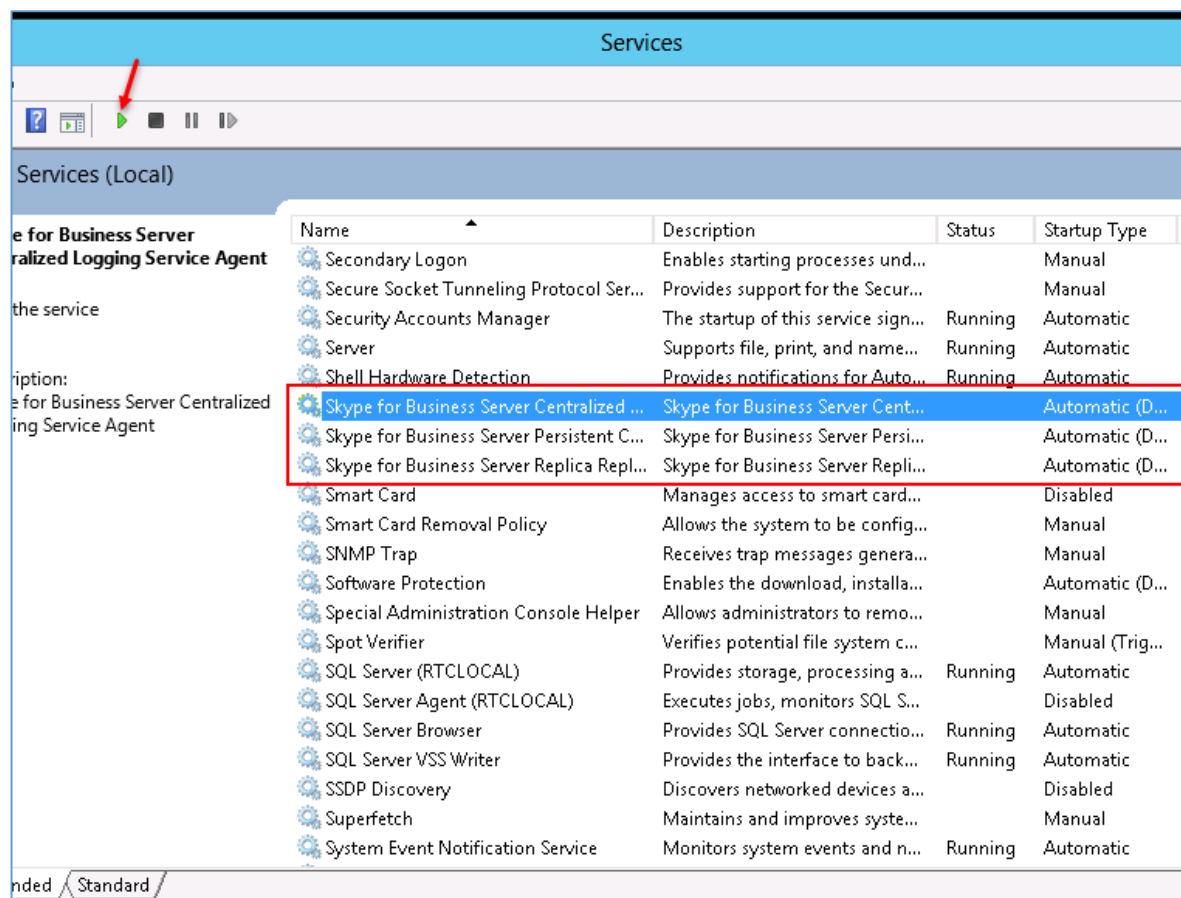 Services
Services (Local)
e for Business Server
ralized Logging Service Agent
the service
ription:
e for Business Server Centralized
ing Service Agent
Name Description Status Startup Type
Secondary Logon Enables starting processes und... Manual
Secure Socket Tunneling Protocol Ser... Provides support for the Secur... Manual
Security Accounts Manager The startup of this service sign... Running Automatic
Server Supports file, print, and name... Running Automatic
Shell Hardware Detection Provides notifications for Auto... Running Automatic
Skype for Business Server Centralized ... Skype for Business Server Cent... Automatic (D...
Skype for Business Server Persistent C... Skype for Business Server Persi... Automatic (D...
Skype for Business Server Replica Repl... Skype for Business Server Repli... Automatic (D...
Smart Card Manages access to smart card... Disabled
Smart Card Removal Policy Allows the system to be config... Manual
SNMP Trap Receives trap messages genera... Manual
Software Protection Enables the download, installa... Automatic (D...
Special Administration Console Helper Allows administrators to remo... Manual
Spot Verifier Verifies potential file system c... Manual (Trig...
SQL Server (RTCLOCAL) Provides storage, processing a... Running Automatic
SQL Server Agent (RTCLOCAL) Executes jobs, monitors SQL S... Disabled
SQL Server Browser Provides SQL Server connectio... Running Automatic
SQL Server VSS Writer Provides the interface to back... Running Automatic
SSDP Discovery Discovers networked devices a... Disabled
Superfetch Maintains and improves syste... Manual
System Event Notification Service Monitors system events and n... Running Automatic
nded Standard